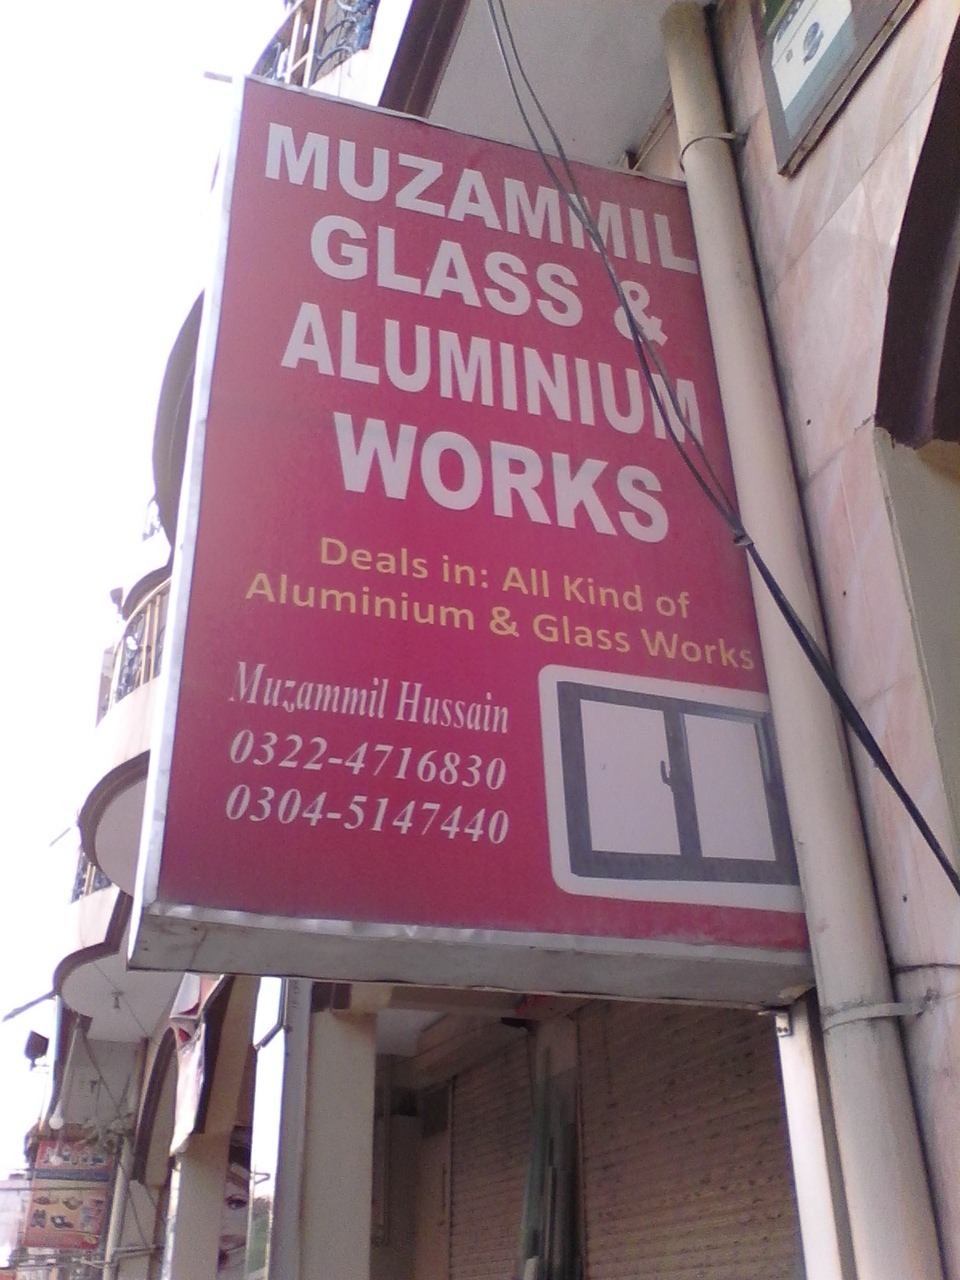 MUZAMMIL
GLASS &
ALUMINIUM
WORKS
Deals in: All Kind of
Aluminium & Glass Works
Muzammil Hussain
0322-4716830
0304-5147440